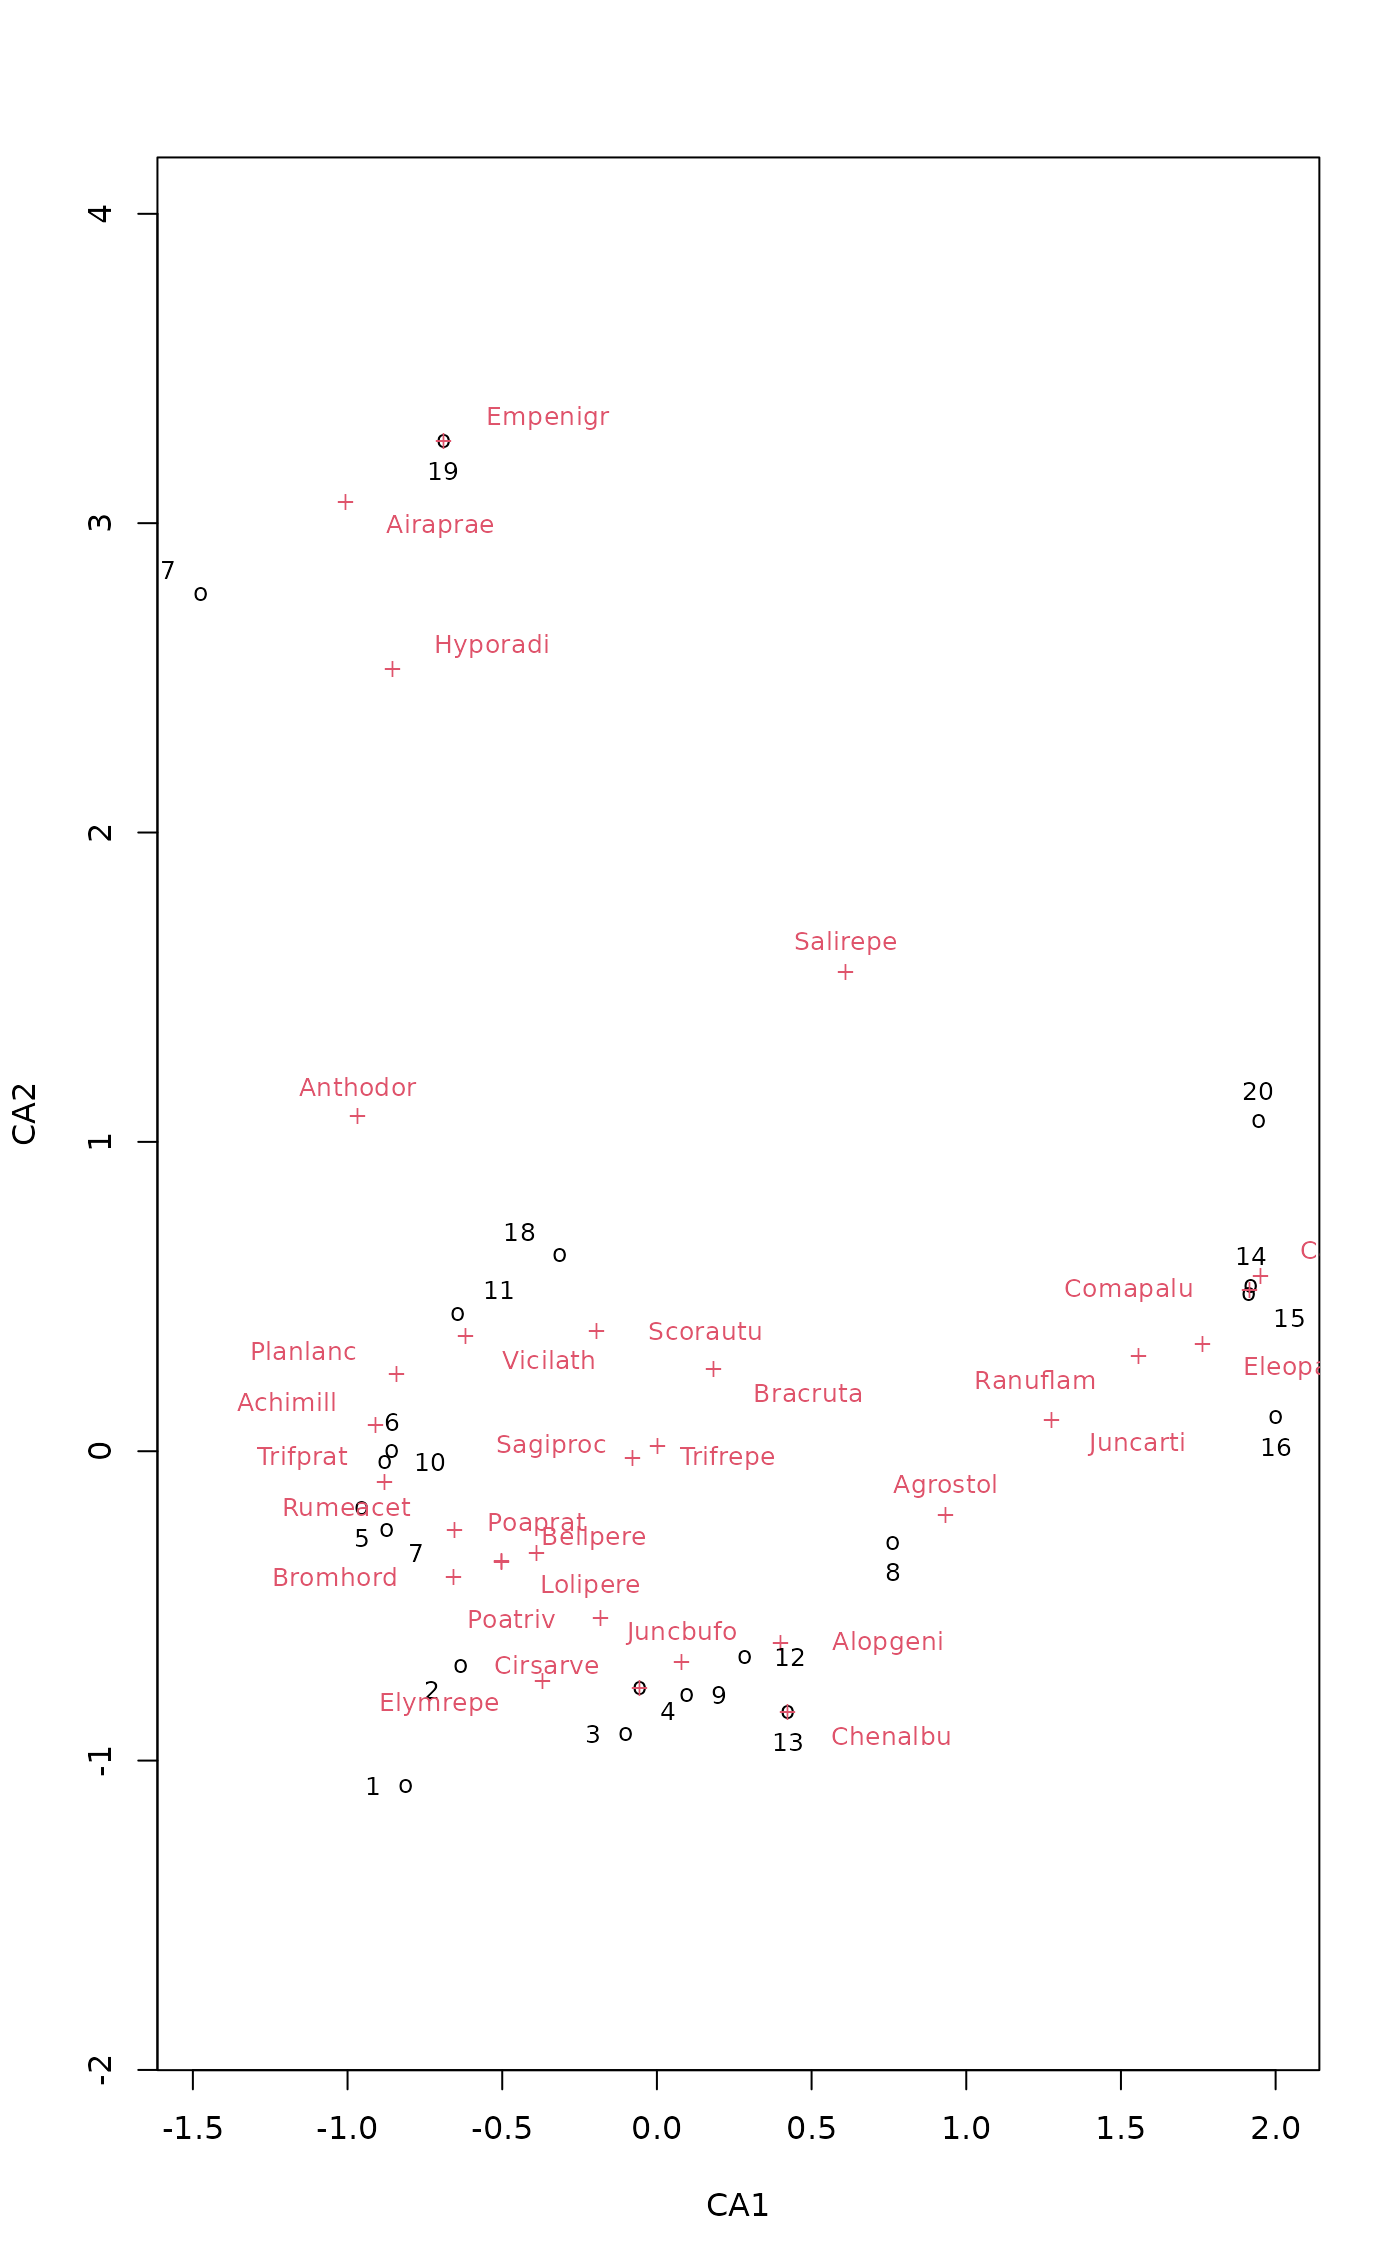 4
Empenigr
19
3
Airaprae
7
Hyporadi
2
Salirepe
Anthodor
20
CA2
1
18
14
C
11
Comapalu
15
Scorautu
Planlanc
Vicilath
Eleopa
Ranuflam
Bracruta
Achimill
6
Sagiproc
Juncarti
0
Trifprat
10
Trifrepe
16
Agrostol
Rumeacet
Poaprat
5
Bellpere
7
8
Bromhord
Lolipere
Poatriv
Juncbufo
Alopgeni
12
Cirsarve
2
9
Elymrepe
4
3
13
Chenalbu
-1
1
-2
-1.5 -1.0 -0.5 0.0 0.5 1.0 1.5 2.0
CA1